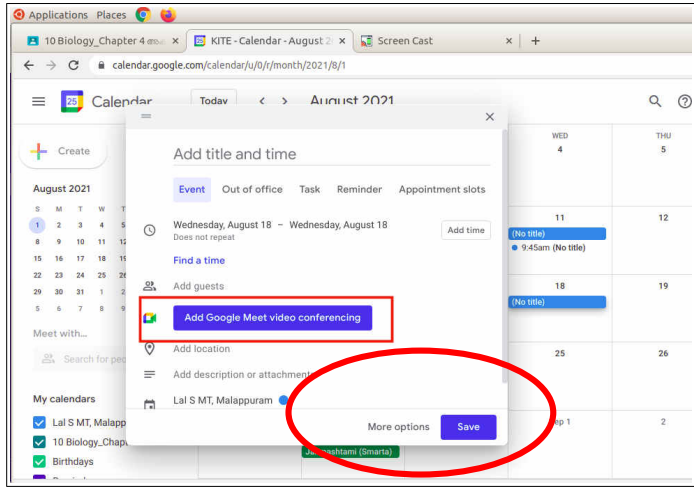 Applications Places
10 Biology_Chapter 4 × KITE - Calendar - August 2 × Screen Cast × +
calendar.google.com/calendar/u/0/r/month/2021/8/1
25 Calendar Today < > August 2021
Create
August 2021
S M T W T
1 2 3 4 5
8 9 10 11 12
15 16 17 18 19
22 23 24 25 26
29 30 31 1 2
5 6 7 8 9
Meet with...
Search for peo
My calendars
Lal S MT, Malapp
10 Biology_Chapt
Birthdays
Add title and time
Event Out of office Task Reminder Appointment slots
Wednesday, August 18 – Wednesday, August 18 Add time
Does not repeat
Find a time
Add guests
Add Google Meet video conferencing
Add location
Add description or attachments
Lal S MT, Malappuram
More options Save
WED THU
4 5
11 12
(No title)
9:45am (No title)
18 19
(No title)
25 26
ep 1 2
(Smarta)